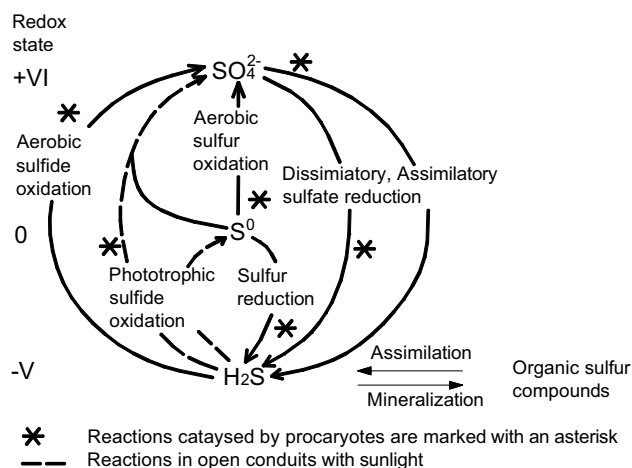 Redox
state
+VI
SO₄²⁻
Aerobic
sulfide
oxidation
Aerobic
sulfur
oxidation
Dissimiatory, Assimilatory
sulfate reduction
0
S⁰
Phototrophic
sulfide
oxidation
Sulfur
reduction
-V
H₂S
Assimilation
Mineralization
Organic sulfur
compounds
Reactions cataysed by procaryotes are marked with an asterisk
Reactions in open conduits with sunlight